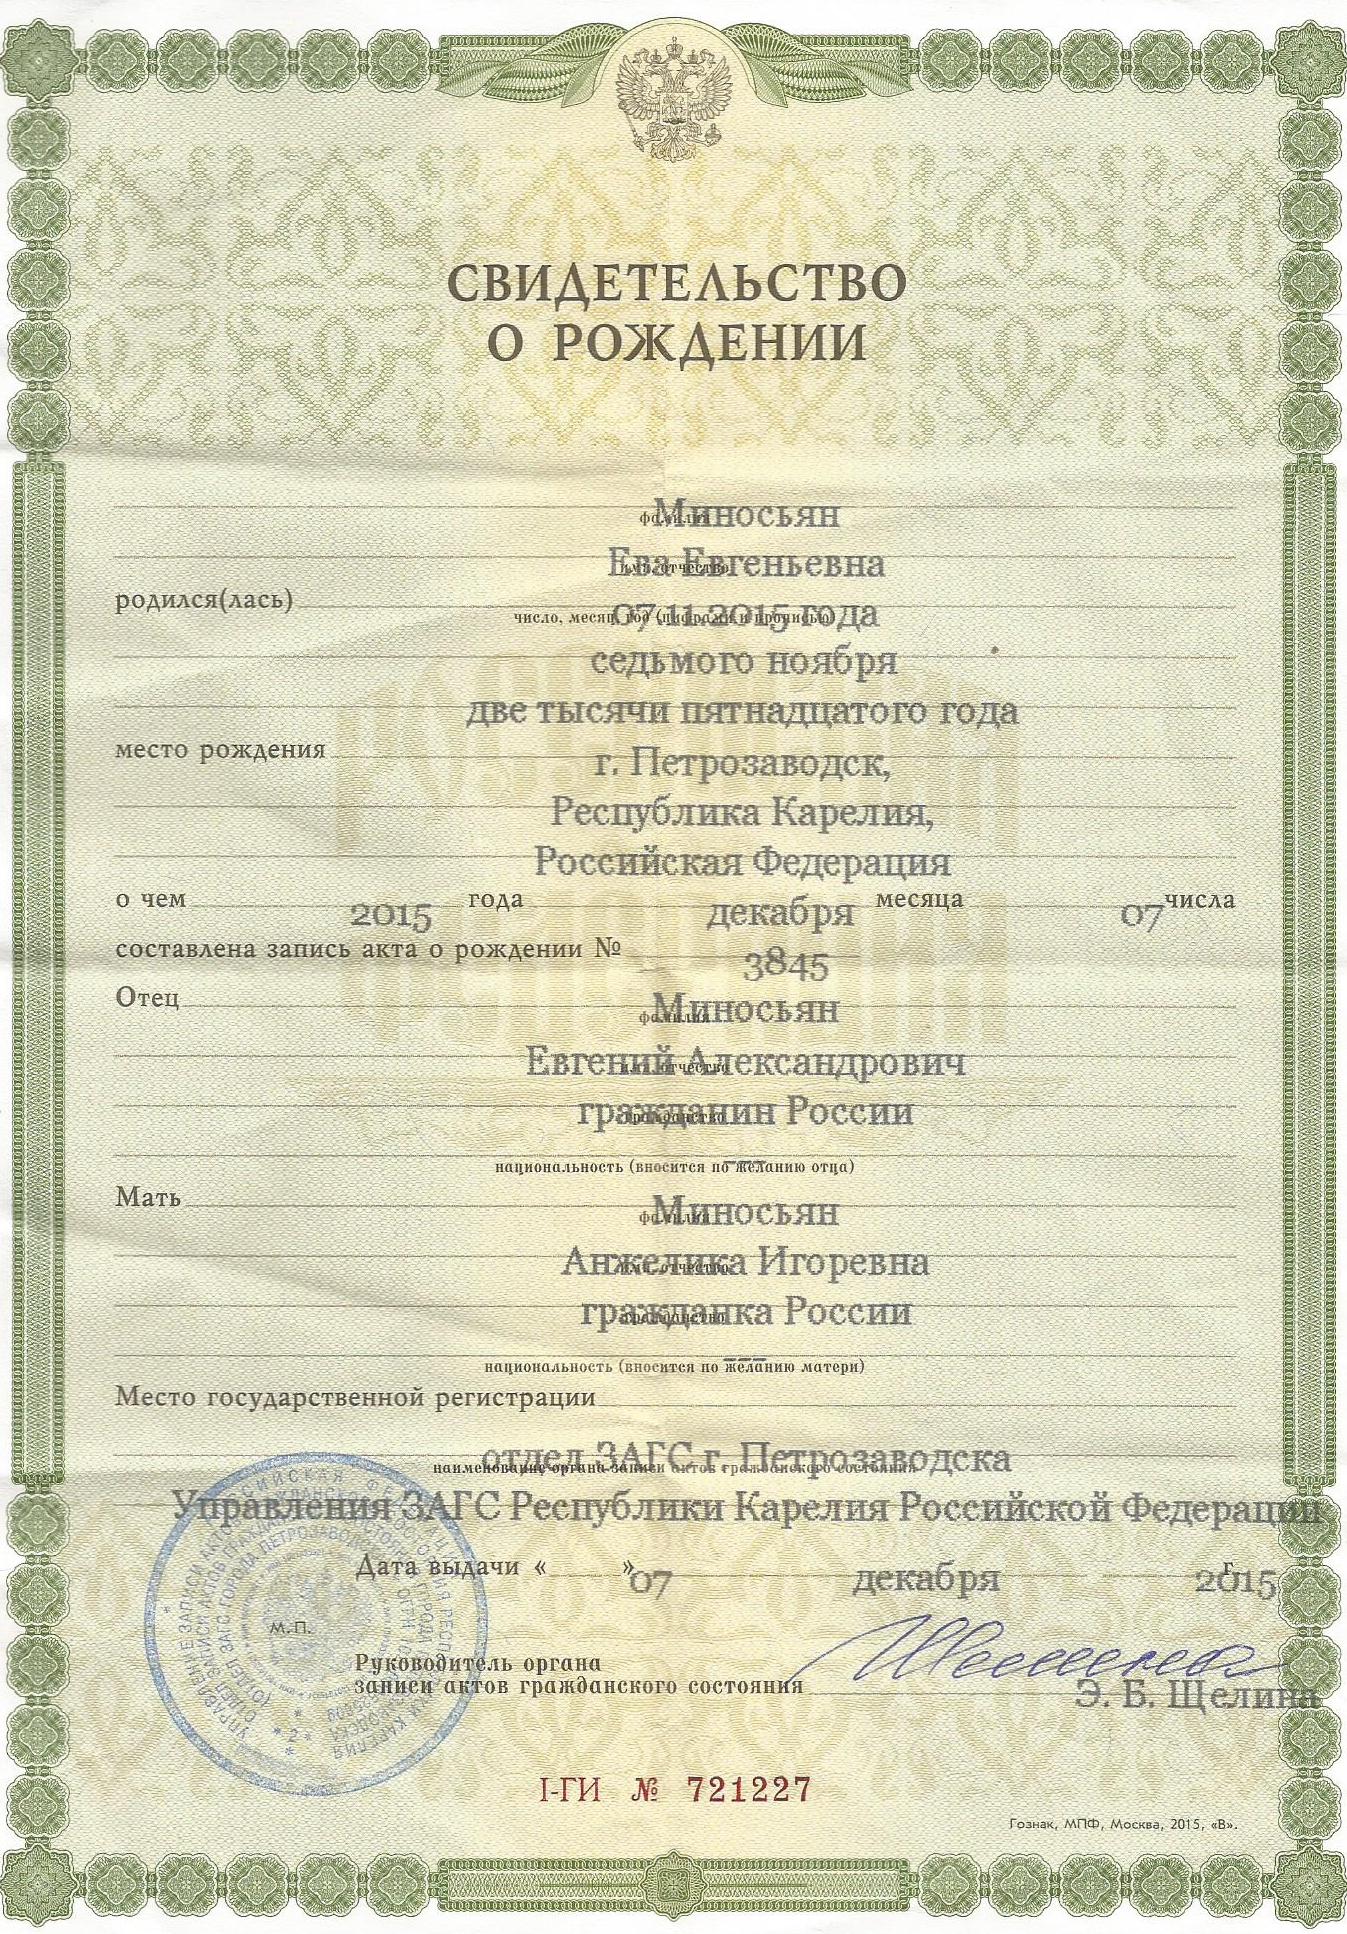 СВИДЕТЕЛЬСТВО
О РОЖДЕНИИ
Миносьян
фамилия
Ева Евгеньевна
имя, отчество
родился(лась) 07.11.2015 года
число, месяц, год (цифрами и прописью)
седьмого ноября
две тысячи пятнадцатого года
место рождения г. Петрозаводск,
Республика Карелия,
Российская Федерация
о чем 2015 года декабря месяца 07 числа
составлена запись акта о рождении № 3845
Отец Миносьян
фамилия
Евгений Александрович
имя, отчество
гражданин России
гражданство
национальность (вносится по желанию отца)
Мать Миносьян
фамилия
Анжелика Игоревна
имя, отчество
гражданка России
гражданство
национальность (вносится по желанию матери)
Место государственной регистрации
отдел ЗАГС г. Петрозаводска
наименование органа записи актов гражданского состояния
Управления ЗАГС Республики Карелия Российской Федерации
Дата выдачи « » 07 декабря 2015 г.
М.П.
Руководитель органа
записи актов гражданского состояния
Э. Б. Щелина
I-ГИ № 721227
Гознак, МПФ, Москва, 2015, «В».